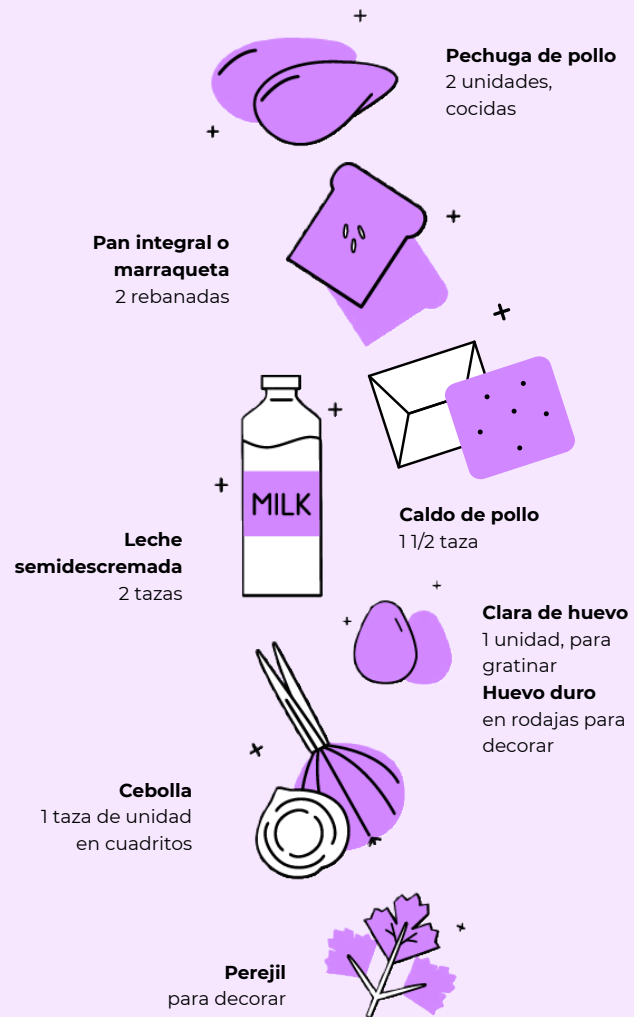 Pechuga de pollo
2 unidades,
cocidas
Pan integral o
marraqueta
2 rebanadas
MILK
Caldo de pollo
1 1/2 taza
Leche
semidescremada
2 tazas
Clara de huevo
1 unidad, para
gratinar
Huevo duro
en rodajas para
decorar
Cebolla
1 taza de unidad
en cuadritos
Perejil
para decorar